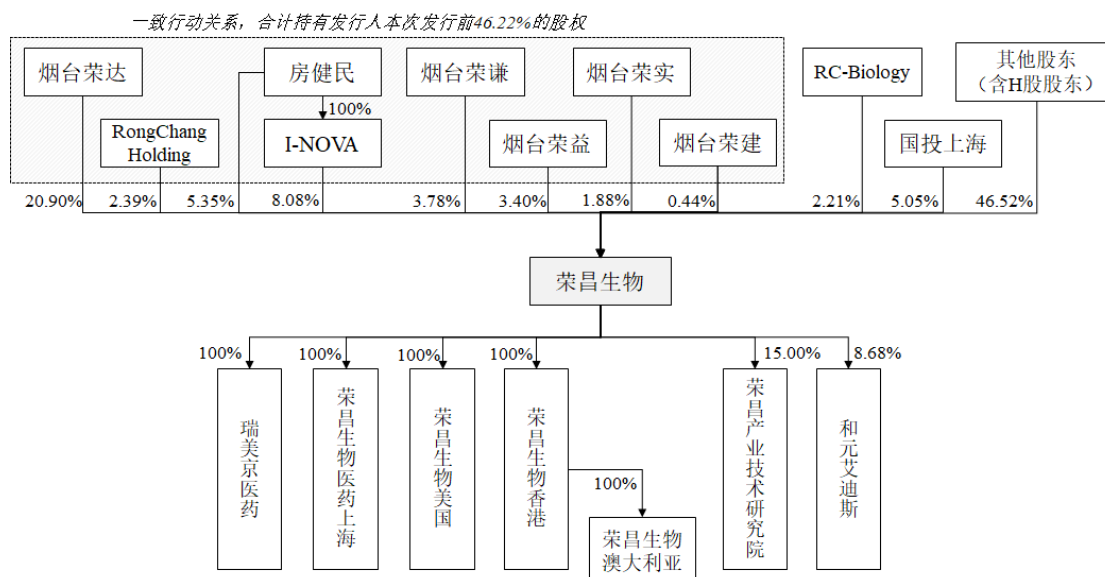 一致行动关系，合计持有发行人本次发行前46.22%的股权
烟台荣达
房健民
烟台荣谦
烟台荣实
RC-Biology
其他股东
（含H股股东）
100%
RongChang
Holding
I-NOVA
烟台荣益
烟台荣建
国投上海
20.90%
2.39%
5.35%
8.08%
3.78%
3.40%
1.88%
0.44%
2.21%
5.05%
46.52%
荣昌生物
100%
100%
100%
100%
15.00%
8.68%
瑞美京医药
荣昌生物医药上海
荣昌生物美国
荣昌生物香港
荣昌产业技术研究院
和元艾迪斯
100%
荣昌生物
澳大利亚